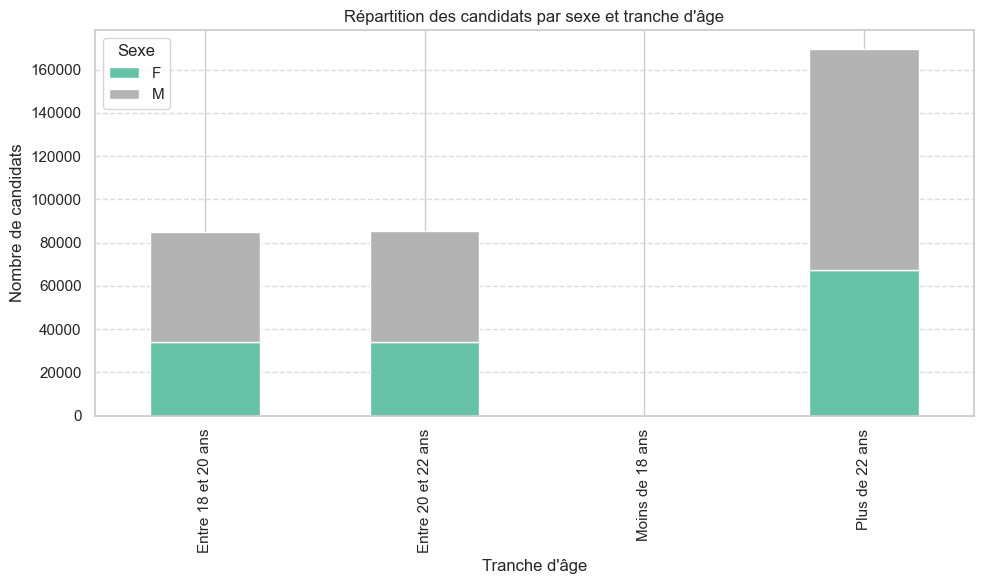 Répartition des candidats par sexe et tranche d'âge
Sexe
F
M
Nombre de candidats
160000
140000
120000
100000
80000
60000
40000
20000
0
Entre 18 et 20 ans
Entre 20 et 22 ans
Moins de 18 ans
Plus de 22 ans
Tranche d'âge